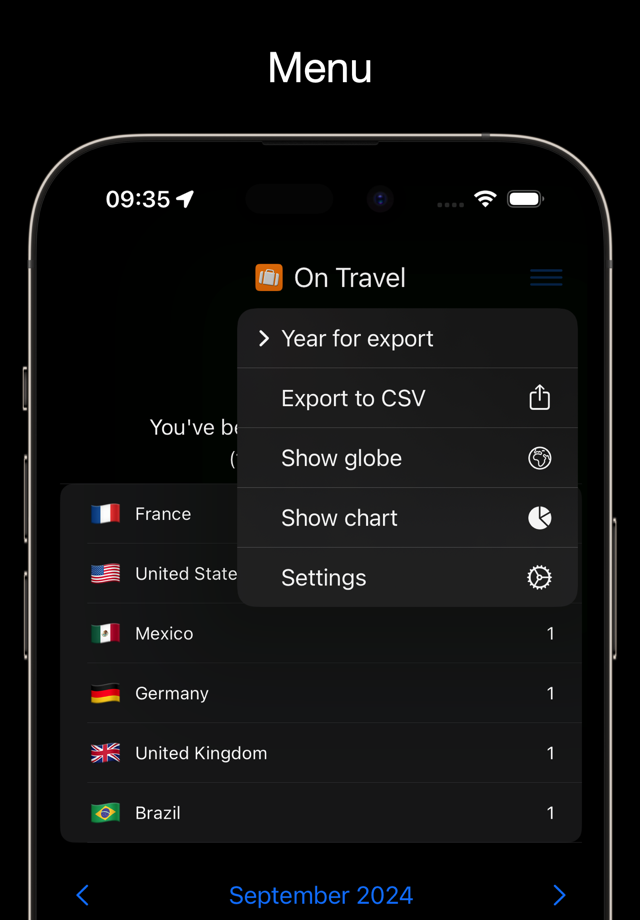 Menu
09:35
On Travel
Year for export
Export to CSV
You've be
Show globe
France
Show chart
United State
Settings
Mexico 1
Germany 1
United Kingdom 1
Brazil 1
September 2024